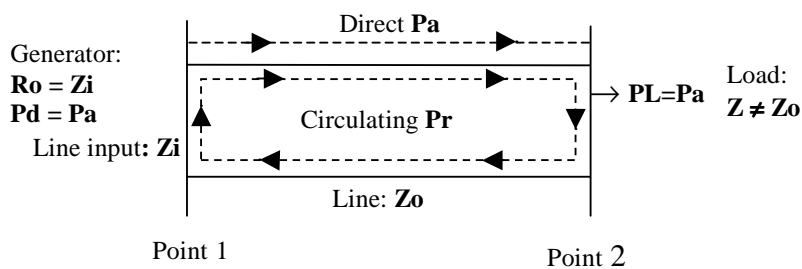 Direct Pa
Generator:
Ro = Zi
Pd = Pa
Line input: Zi
Circulating Pr
PL=Pa
Load:
Z ≠ Zo
Line: Zo
Point 1
Point 2